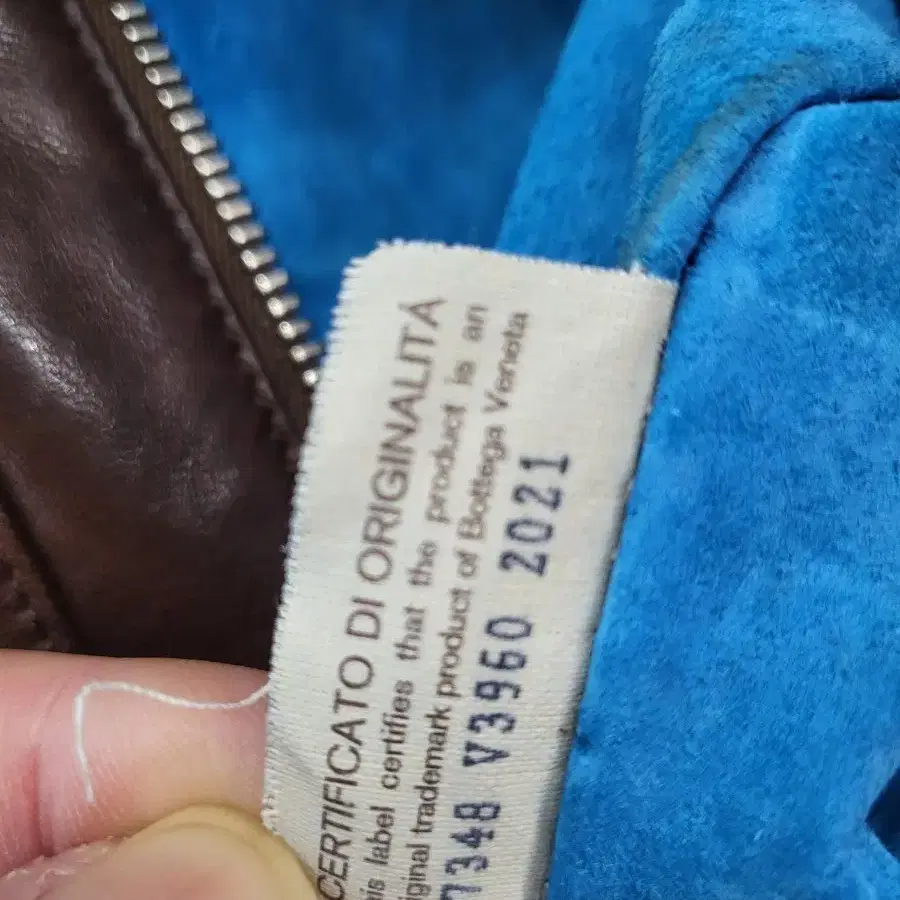 CERTIFICATO DI ORIGINALITÀ
his label certifies that the product is an
iginal trademark product of Bottega Veneta
7348 V3960 2021